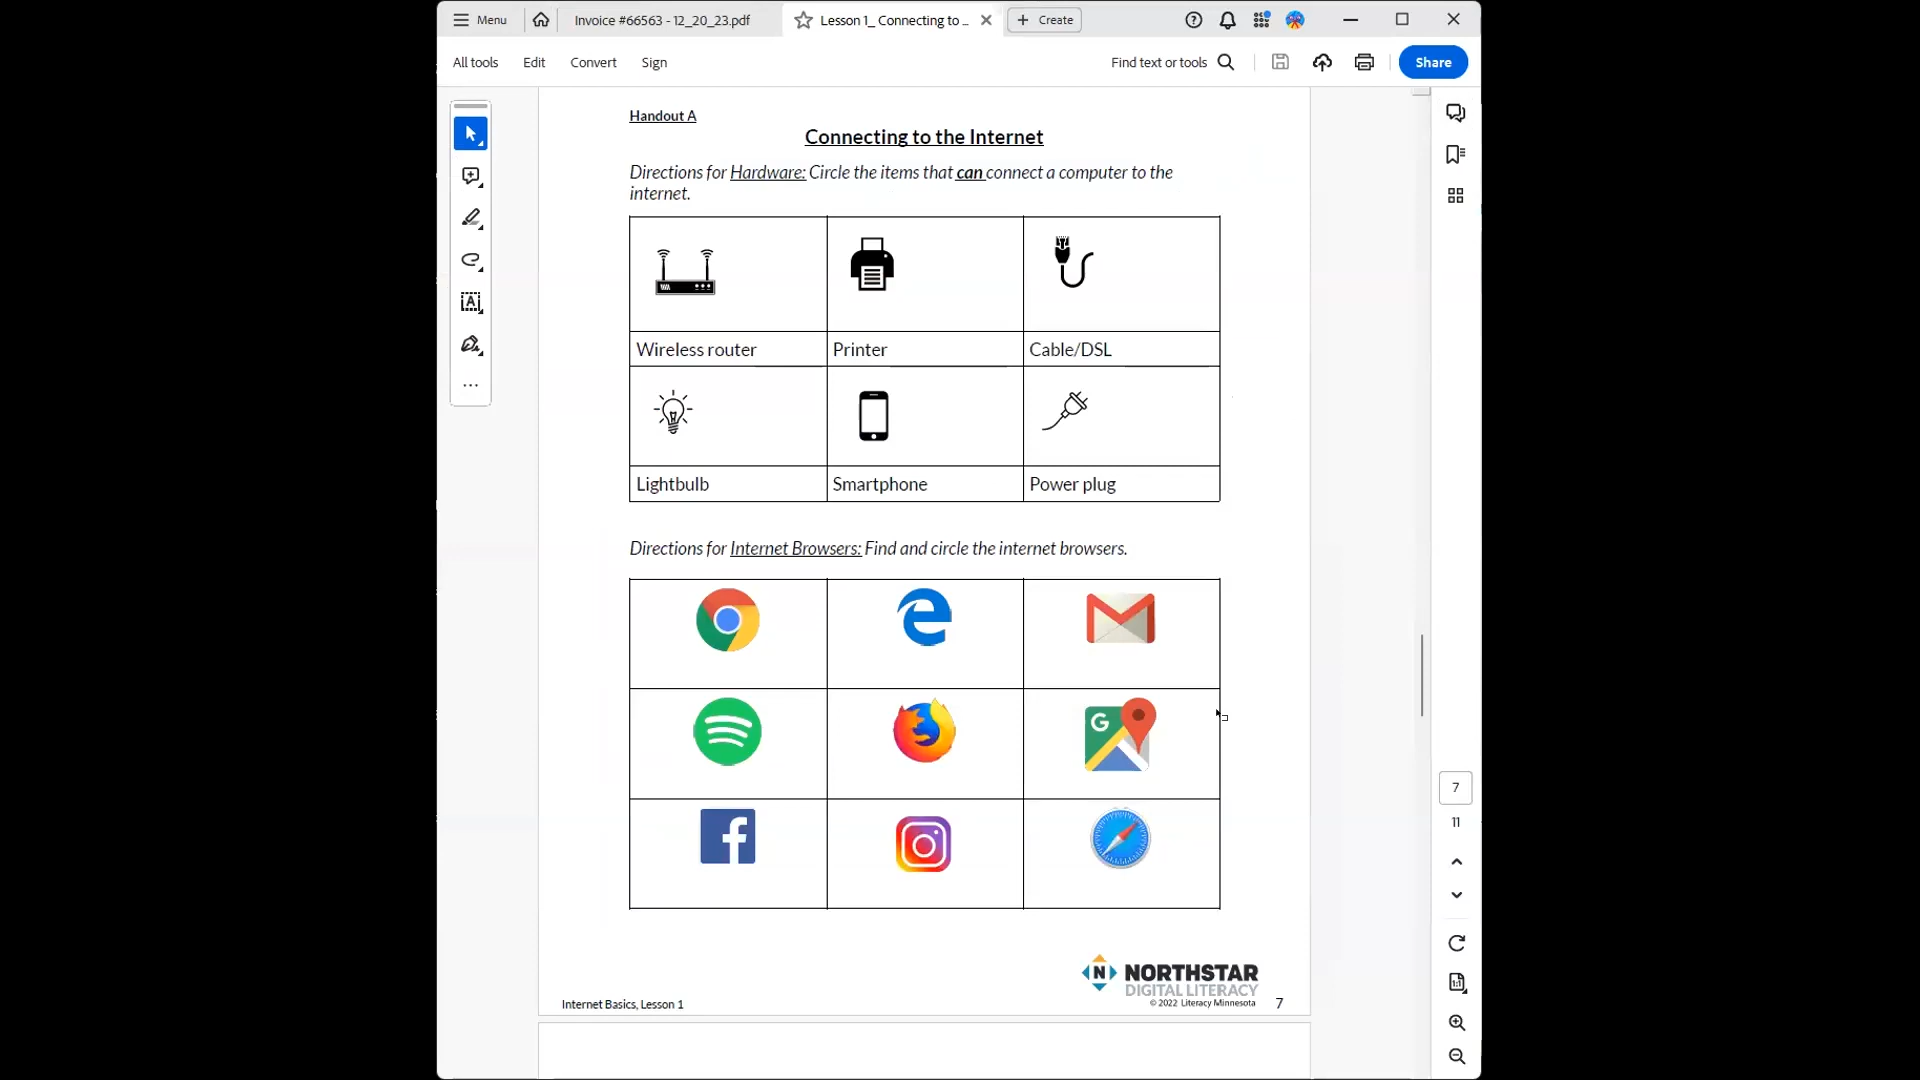 Menu
Invoice #66563 - 12_20_23.pdf
Lesson 1_ Connecting to ...
Create
All tools
Edit
Convert
Sign
Find text or tools
Share
Handout A
Connecting to the Internet
Directions for Hardware: Circle the items that can connect a computer to the
internet.
Wireless router
Printer
Cable/DSL
Lightbulb
Smartphone
Power plug
Directions for Internet Browsers: Find and circle the internet browsers.
G
f
N
NORTHSTAR
DIGITAL LITERACY
© 2022 Literacy Minnesota
Internet Basics, Lesson 1
7
7
11